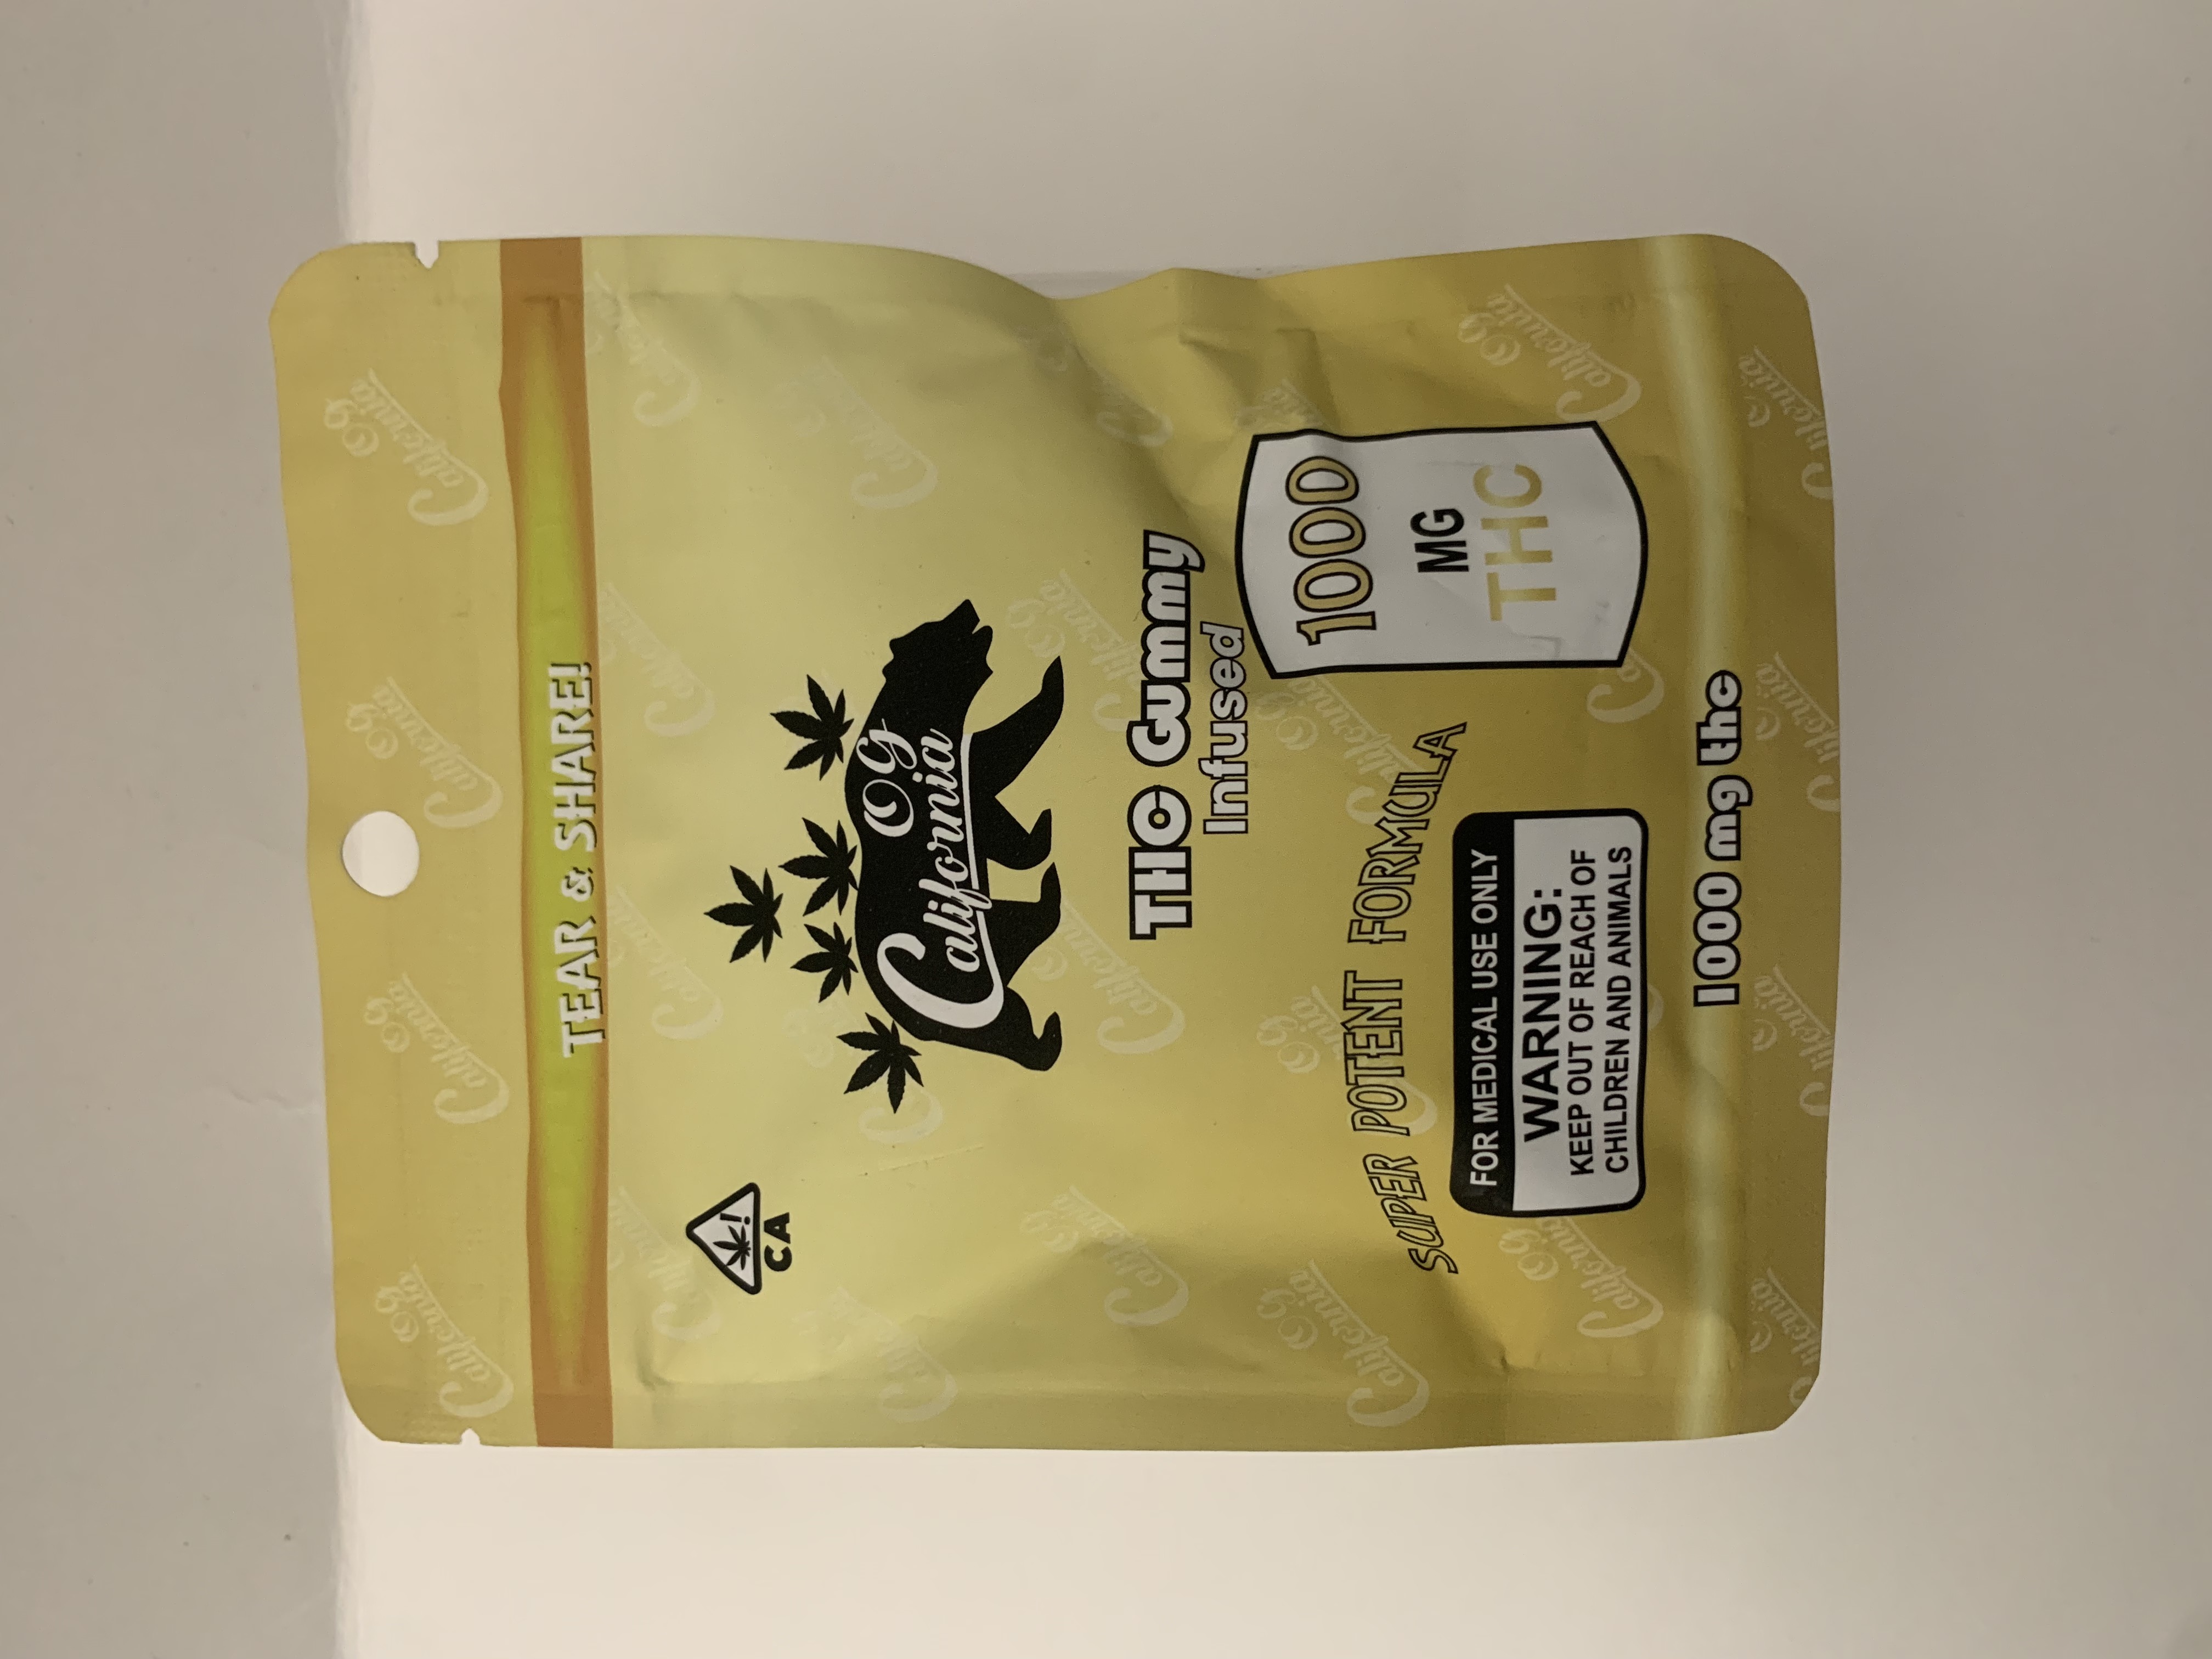 TEAR & SHARE!
CA
OG
California
THC Gummy
Infused
1000
MG
THC
SUPER POTENT FORMULA
FOR MEDICAL USE ONLY
WARNING:
KEEP OUT OF REACH OF
CHILDREN AND ANIMALS
1000 mg thc